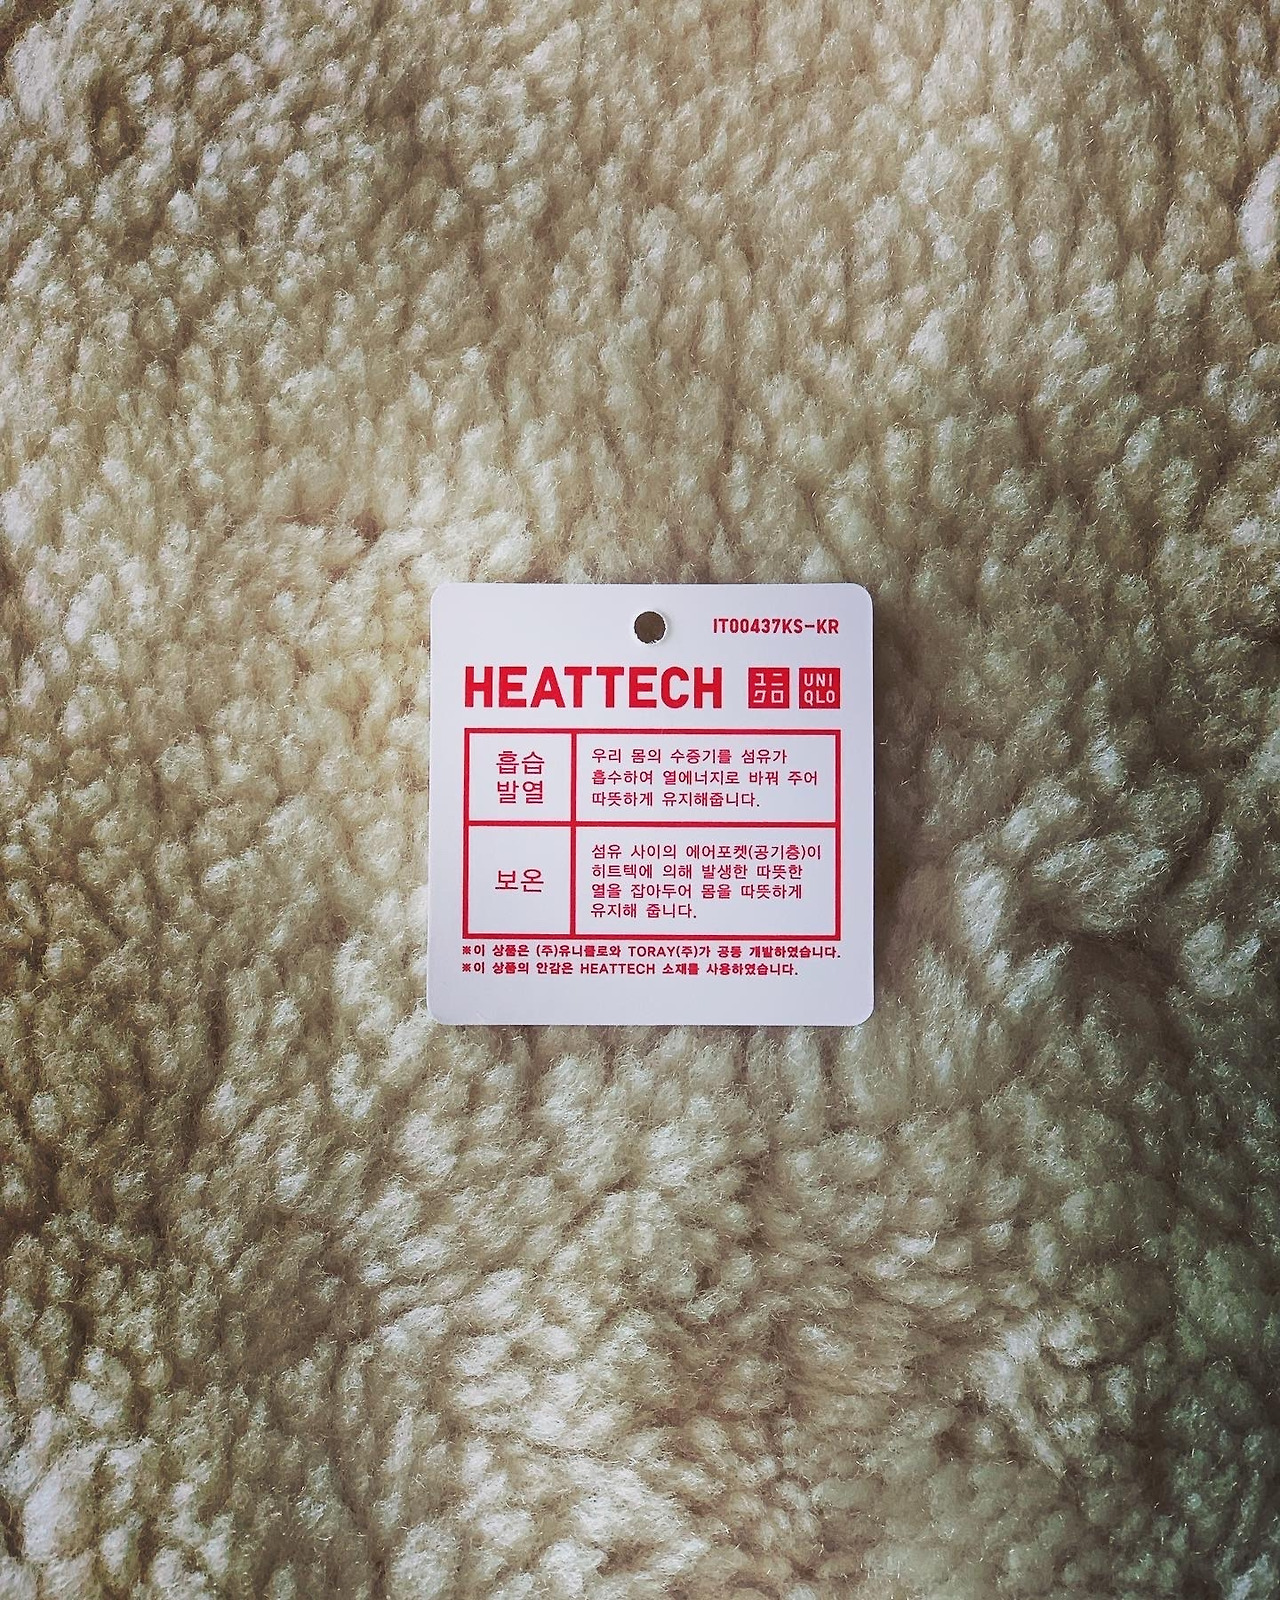 IT00437KS-KR
HEATTECH ユニクロ UNIQLO
흡습
발열
우리 몸의 수증기를 섬유가
흡수하여 열에너지로 바꿔 주어
따뜻하게 유지해줍니다.
보온
섬유 사이의 에어포켓(공기층)이
히트텍에 의해 발생한 따뜻한
열을 잡아두어 몸을 따뜻하게
유지해 줍니다.
※이 상품은 (주)유니클로와 TORAY(주)가 공동 개발하였습니다.
※이 상품의 안감은 HEATTECH 소재를 사용하였습니다.